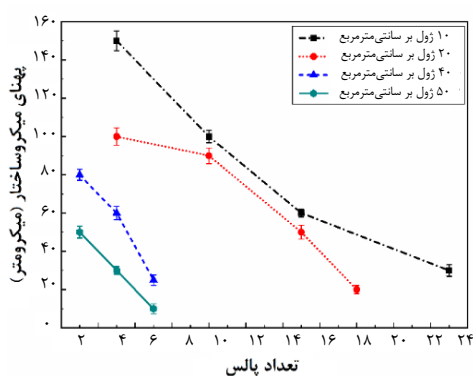 ۱۰ ژول بر سانتی‌مترمربع
۲۰ ژول بر سانتی‌مترمربع
۴۰ ژول بر سانتی‌مترمربع
۵۰ ژول بر سانتی‌مترمربع
پهنای میکروساختار (میکرومتر)
۱۶۰
۱۴۰
۱۲۰
۱۰۰
۸۰
۶۰
۴۰
۲۰
۰
۲ ۴ ۶ ۸ ۱۰ ۱۲ ۱۴ ۱۶ ۱۸ ۲۰ ۲۲ ۲۴
تعداد پالس